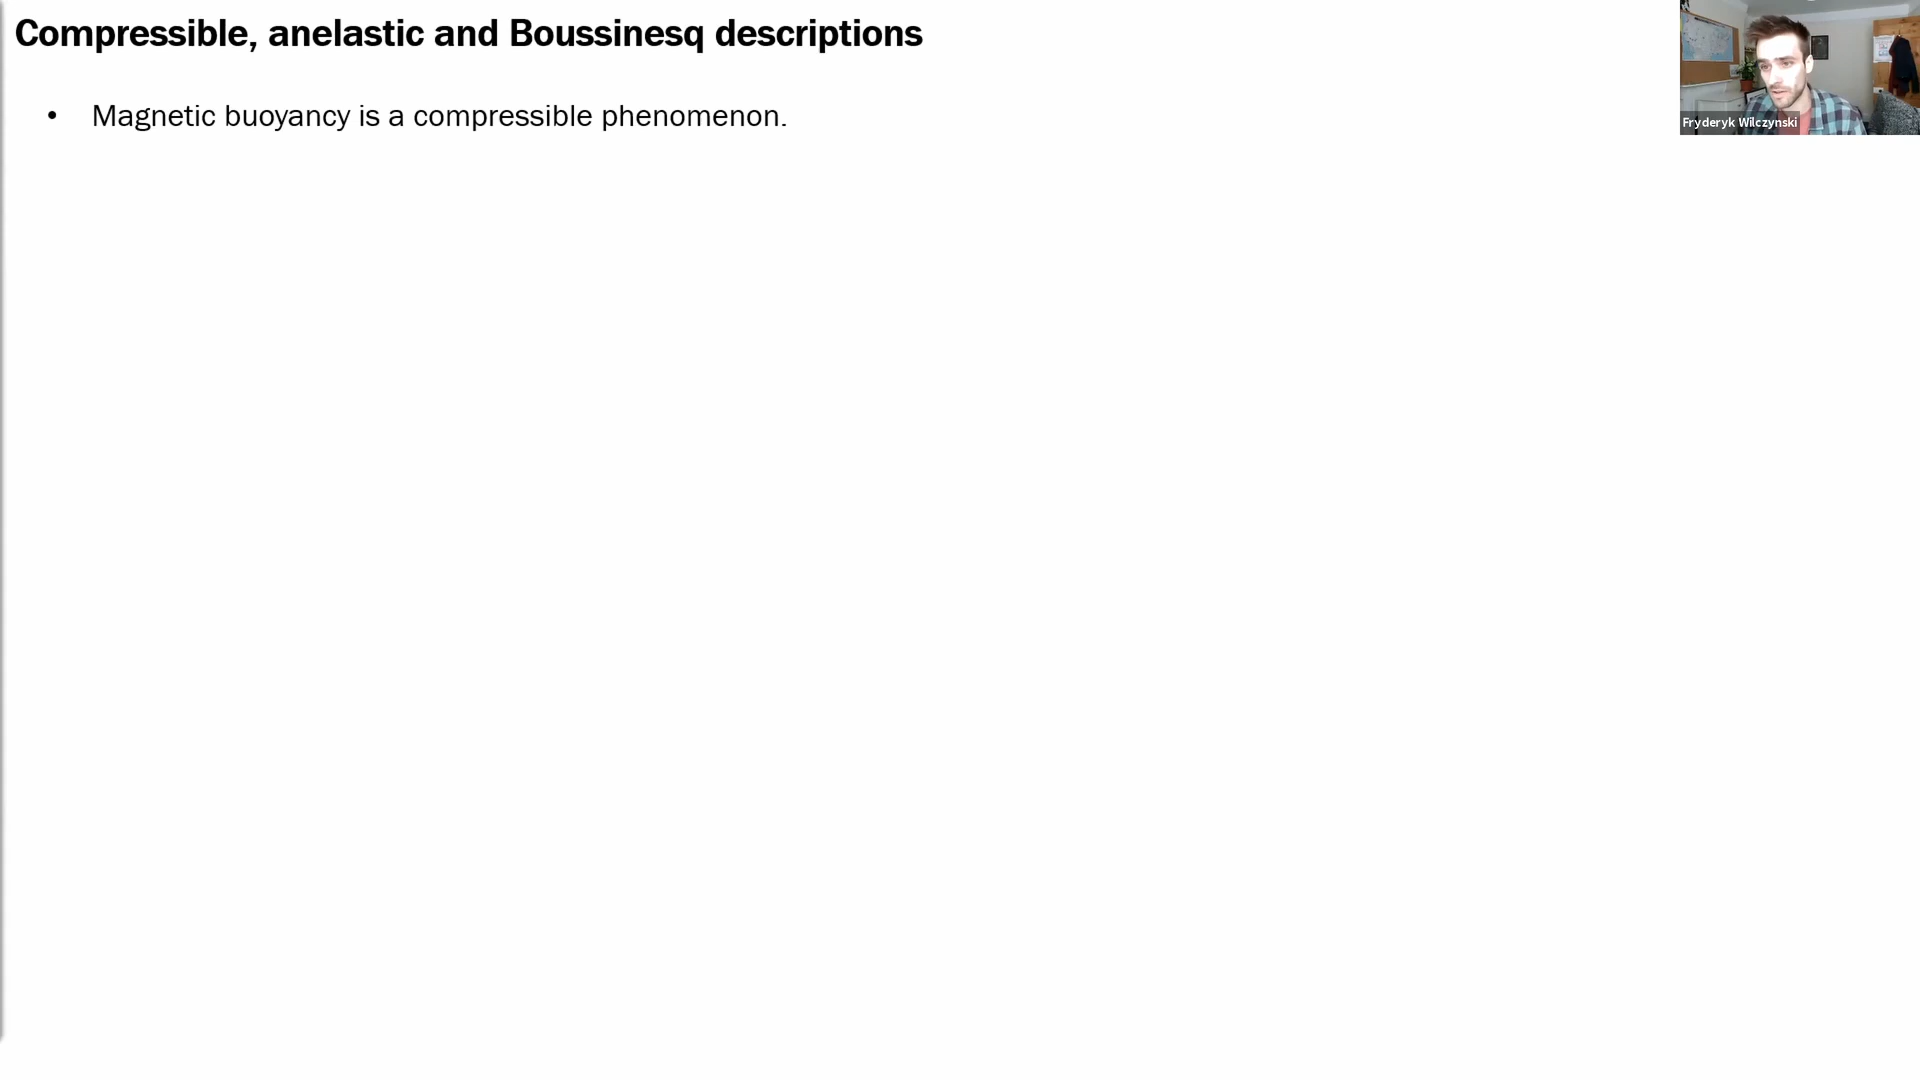 Compressible, anelastic and Boussinesq descriptions
• Magnetic buoyancy is a compressible phenomenon.
Fryderyk Wilczynski